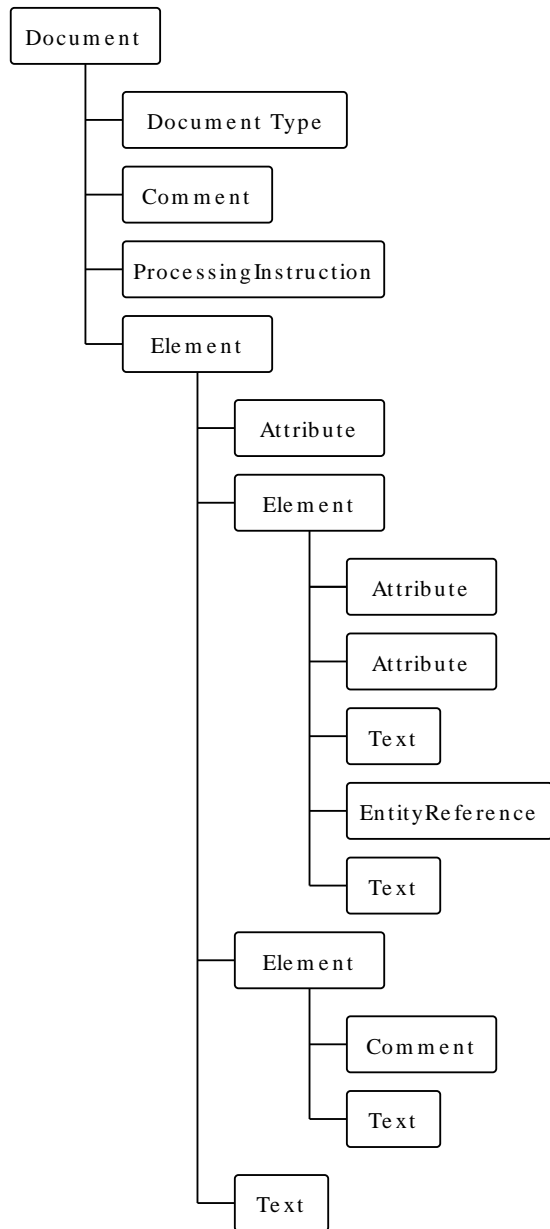 Document
Document Type
Comment
ProcessingInstruction
Element
Attribute
Element
Attribute
Attribute
Text
EntityReference
Text
Element
Comment
Text
Text